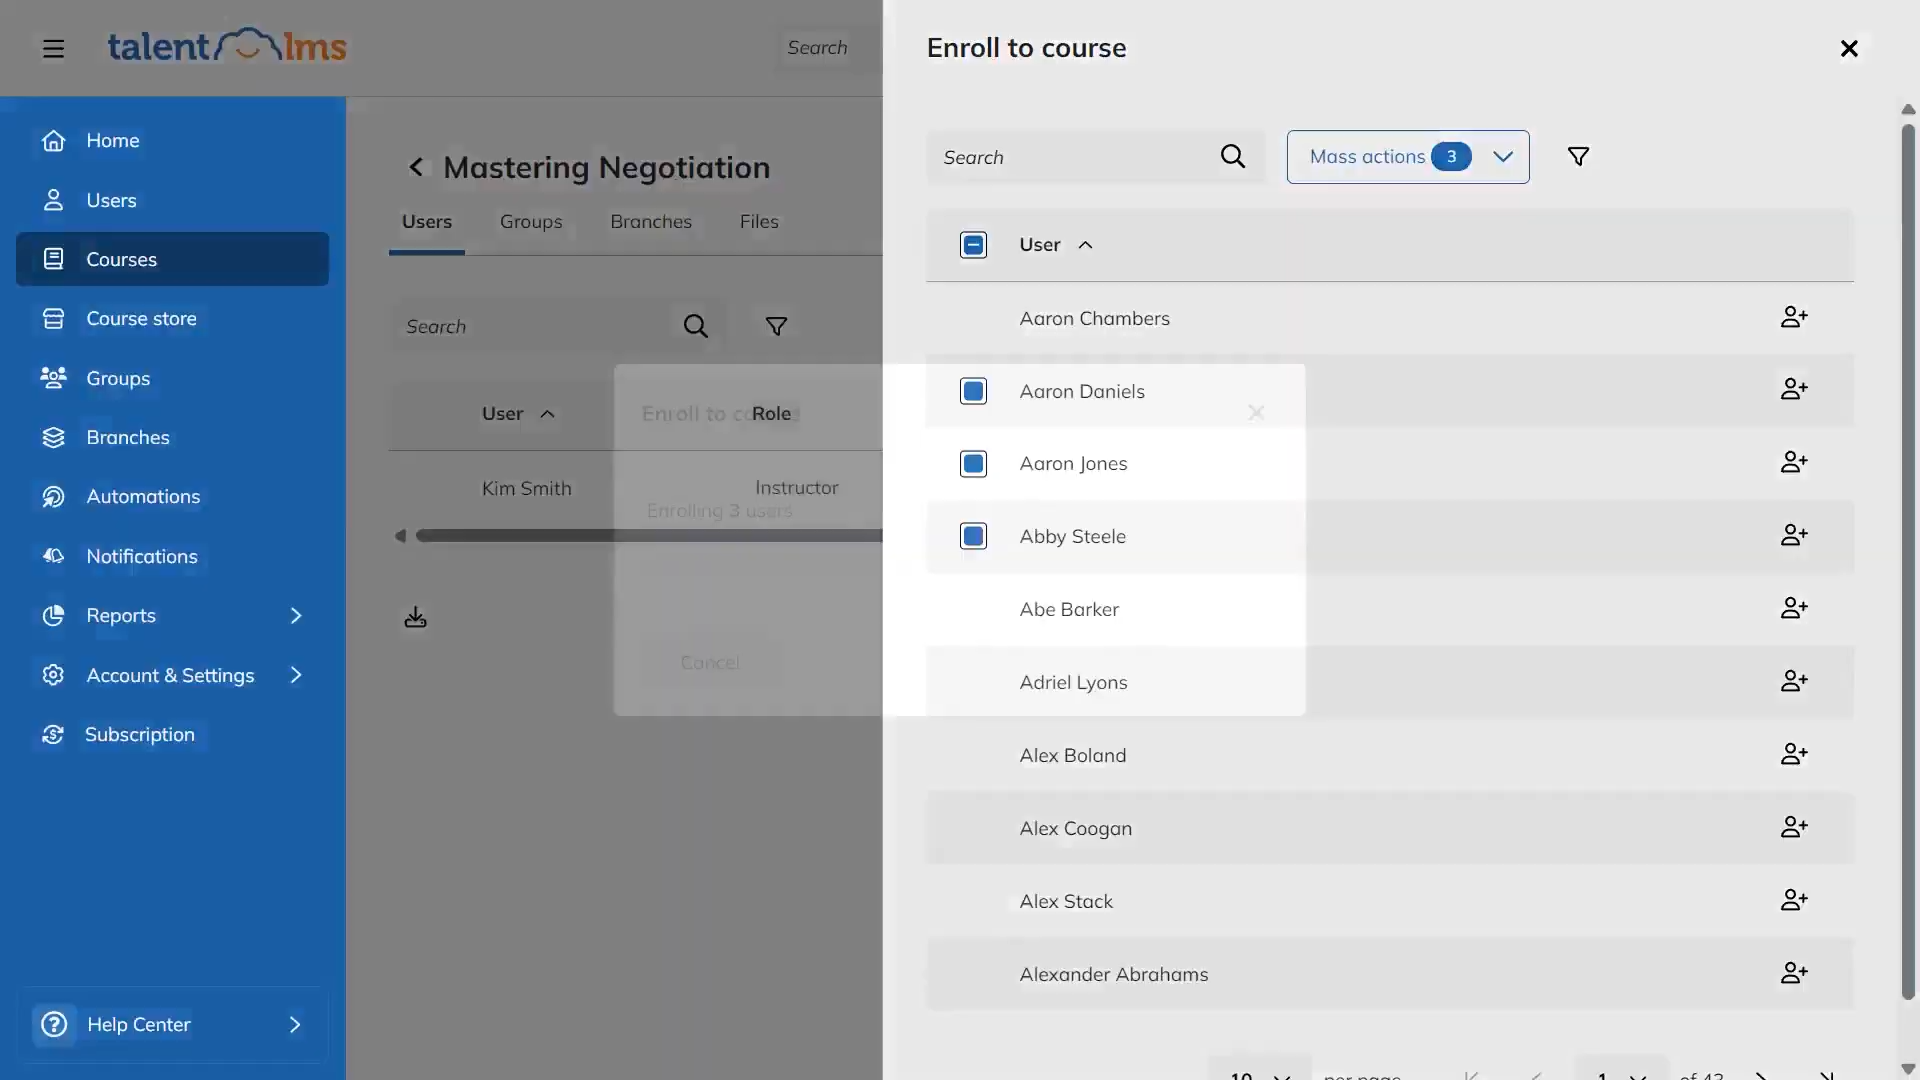 talentlms
Search
Home
Users
Courses
Course store
Groups
Branches
Automations
Notifications
Reports
Account & Settings
Subscription
Help Center
Mastering Negotiation
Users Groups Branches Files
Search
User Role
Kim Smith Instructor
Enroll to
Enrolling 3 users
Cancel
Enroll to course
Search
Mass actions 3
User
Aaron Chambers
Aaron Daniels
Aaron Jones
Abby Steele
Abe Barker
Adriel Lyons
Alex Boland
Alex Coogan
Alex Stack
Alexander Abrahams
10 per page 1 of 43